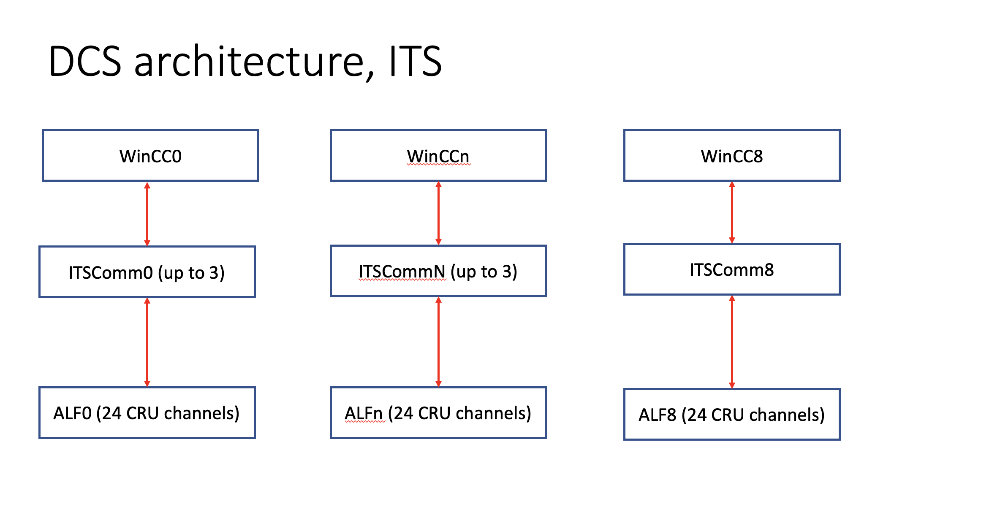 DCS architecture, ITS
WinCC0
WinCCn
WinCC8
ITSComm0 (up to 3)
ITSCommN (up to 3)
ITSComm8
ALF0 (24 CRU channels)
ALFn (24 CRU channels)
ALF8 (24 CRU channels)